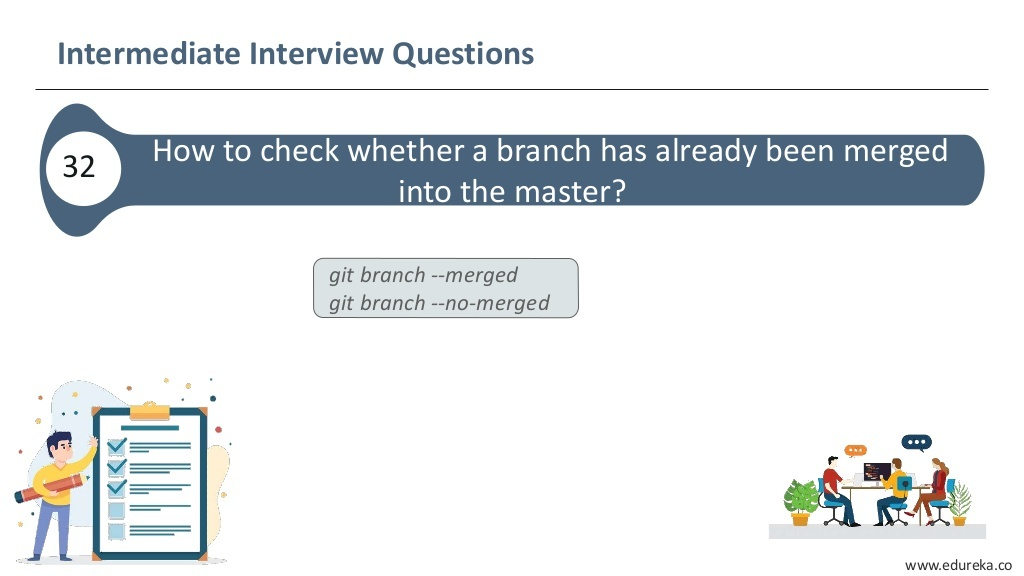 Intermediate Interview Questions
32
How to check whether a branch has already been merged
into the master?
git branch --merged
git branch --no-merged
www.edureka.co